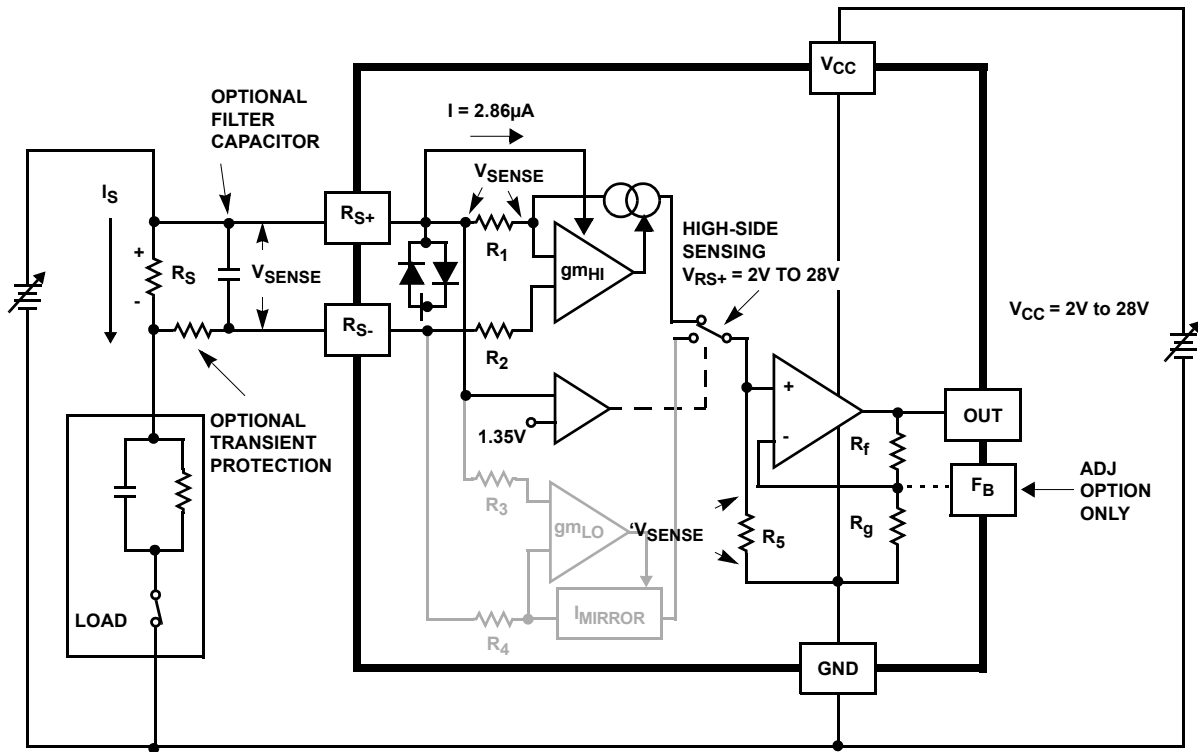 VCC
OPTIONAL
FILTER
CAPACITOR
I = 2.86µA
IS
VSENSE
RS+
R1
gmHI
HIGH-SIDE
SENSING
VRS+ = 2V TO 28V
+
RS
-
VSENSE
VCC = 2V to 28V
RS-
R2
OPTIONAL
TRANSIENT
PROTECTION
1.35V
+
-
OUT
Rf
FB
ADJ
OPTION
ONLY
R3
gmLO
'VSENSE
R5
Rg
LOAD
R4
IMIRROR
GND